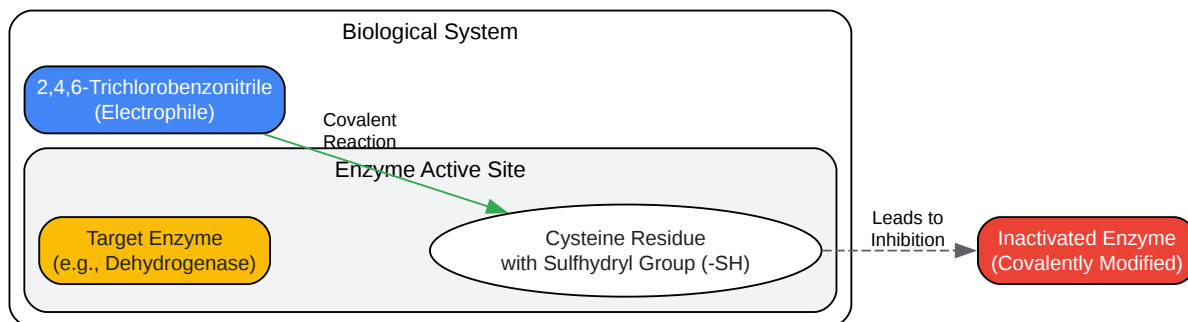 Biological System
2,4,6-Trichlorobenzonitrile
(Electrophile)
Covalent
Reaction
Enzyme Active Site
Target Enzyme
(e.g., Dehydrogenase)
Cysteine Residue
with Sulfhydryl Group (-SH)
Leads to
Inhibition
Inactivated Enzyme
(Covalently Modified)